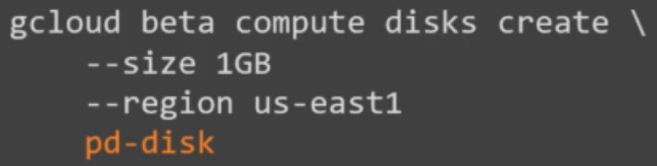 gcloud beta compute disks create \
--size 1GB
--region us-east1
pd-disk